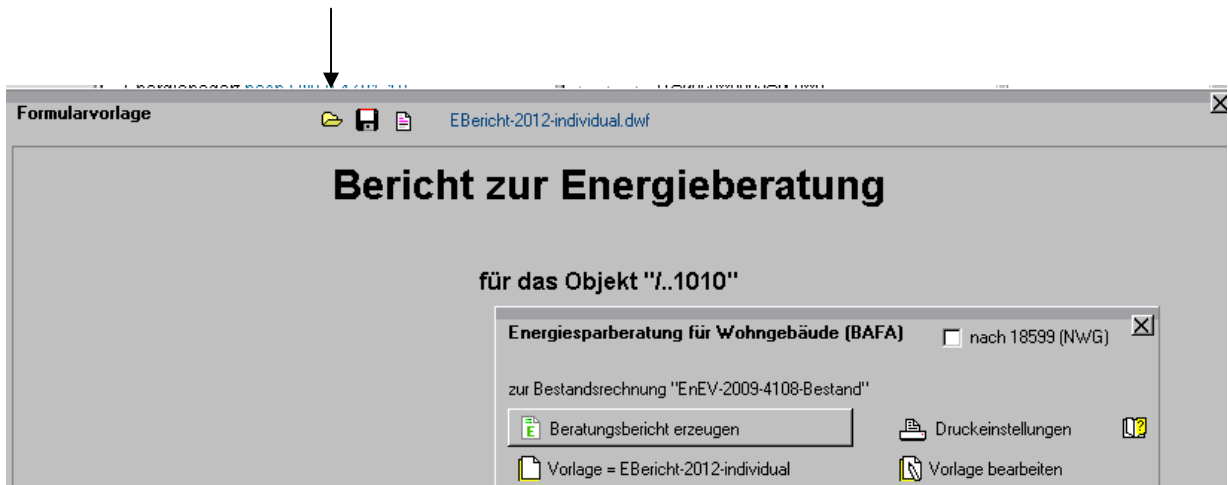 Formularvorlage EBericht-2012-individual.dwf
Bericht zur Energieberatung
für das Objekt "/..1010"
Energiesparberatung für Wohngebäude (BAFA) nach 18599 (NWG)
zur Bestandsrechnung "EnEV-2009-4108-Bestand"
Beratungsbericht erzeugen Druckeinstellungen
Vorlage = EBericht-2012-individual Vorlage bearbeiten